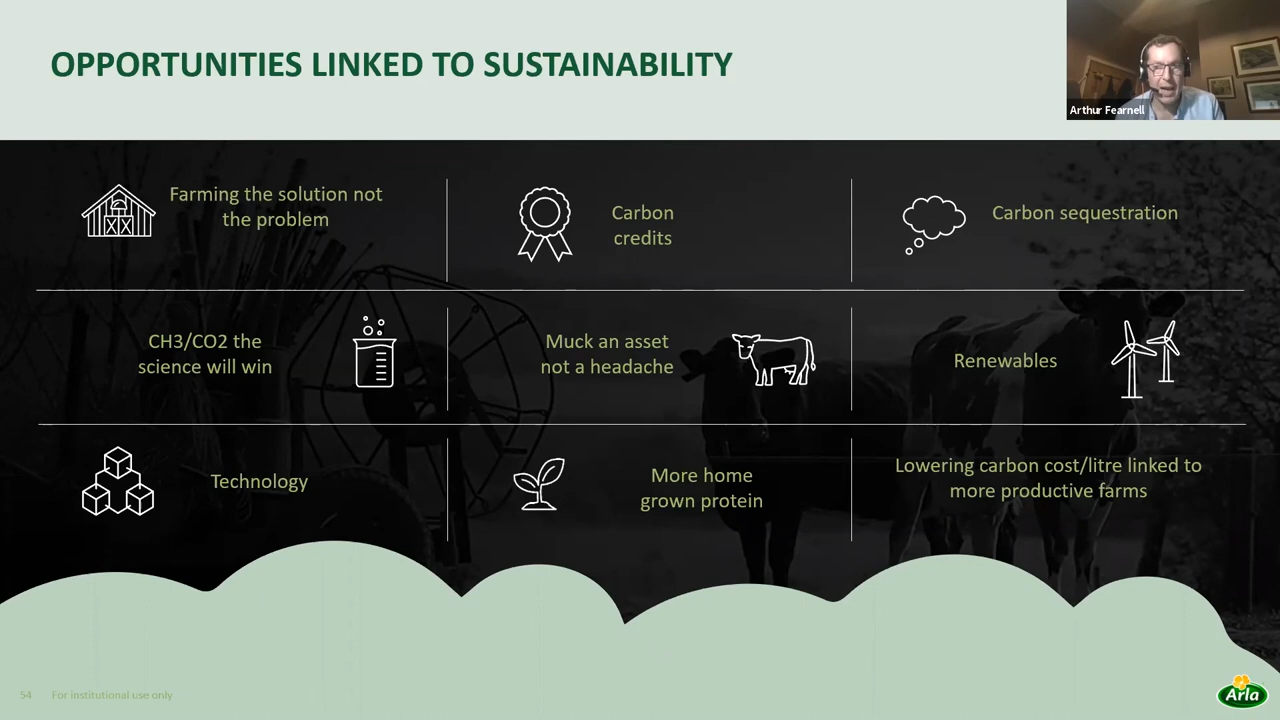 OPPORTUNITIES LINKED TO SUSTAINABILITY
Arthur Fearnell
Farming the solution not
the problem
Carbon
credits
Carbon sequestration
CH3/CO2 the
science will win
Muck an asset
not a headache
Renewables
Technology
More home
grown protein
Lowering carbon cost/litre linked to
more productive farms
54 For institutional use only
Arla